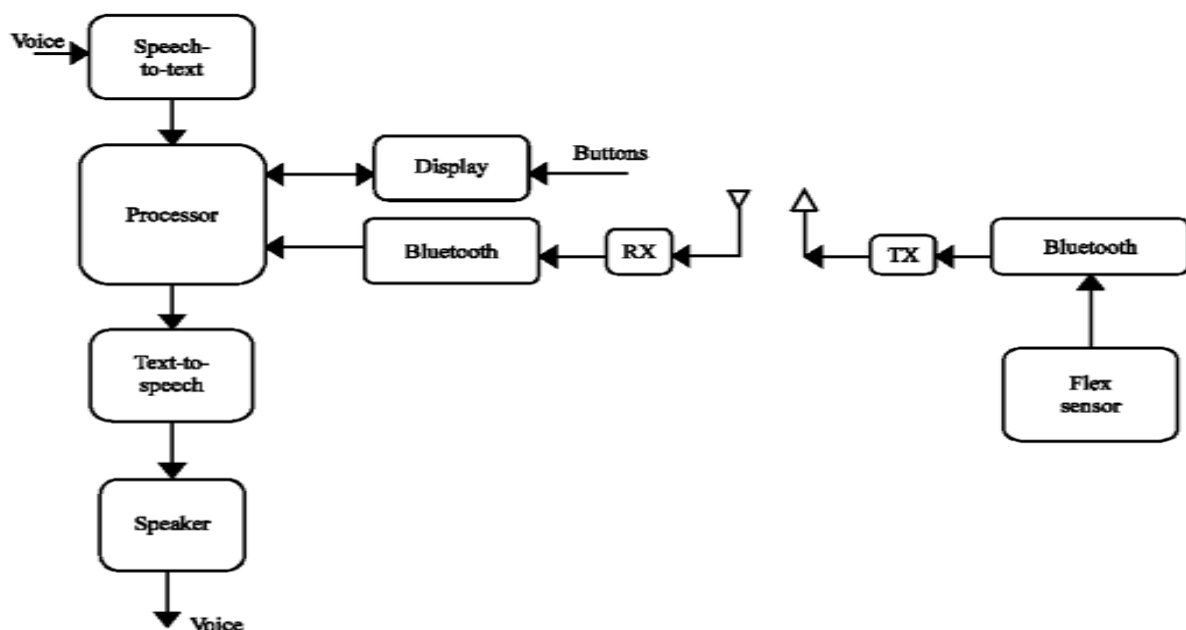 Voice
Speech-
to-text
Display
Buttons
Processor
Bluetooth
RX
TX
Bluetooth
Text-to-
speech
Flex
sensor
Speaker
Voice